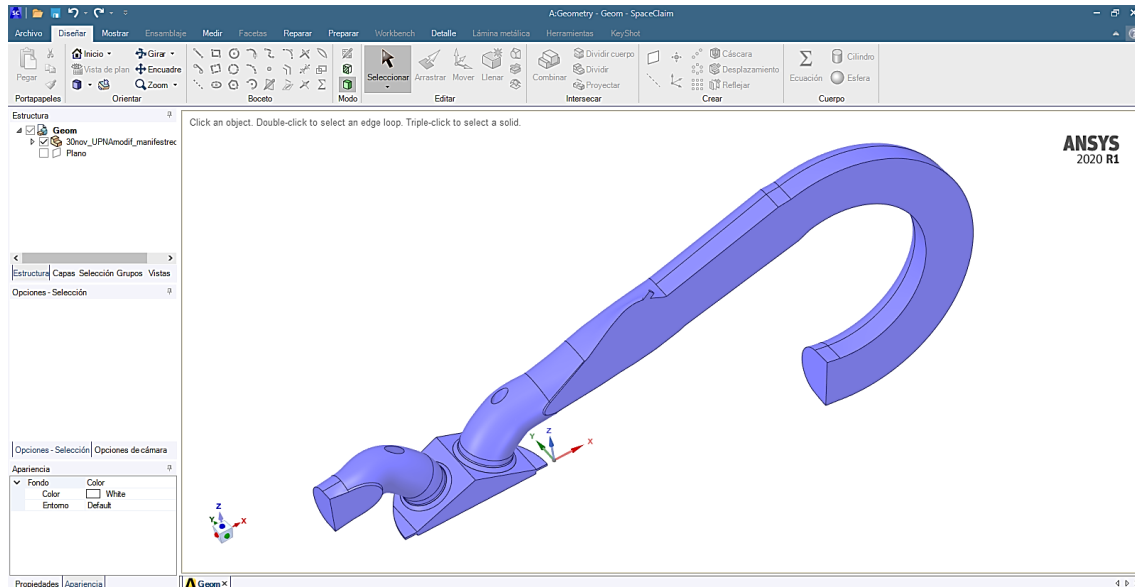 A:Geometry - Geom - SpaceClaim
Archivo Diseñar Mostrar Ensamblaje Medir Facetas Reparar Preparar Workbench Detalle Lámina metálica Herramientas KeyShot
Pegar
Inicio
Vista de plan
Girar
Encuadre
Zoom
Seleccionar Arrastrar Mover Llenar
Combinar
Dividir cuerpo
Dividir
Proyectar
Cáscara
Desplazamiento
Reflejar
Ecuación
Cilindro
Esfera
Portapapeles Orientar Boceto Modo Editar Intersecar Crear Cuerpo
Estructura
Geom
30nov_UPNAmodif_manifestrec
Plano
Estructura Capas Selección Grupos Vistas
Opciones - Selección
Opciones - Selección Opciones de cámara
Apariencia
Fondo Color
Color White
Entorno Default
Propiedades Apariencia
Click an object. Double-click to select an edge loop. Triple-click to select a solid.
ANSYS
2020 R1
Y Z X
Z
Y X
Geom